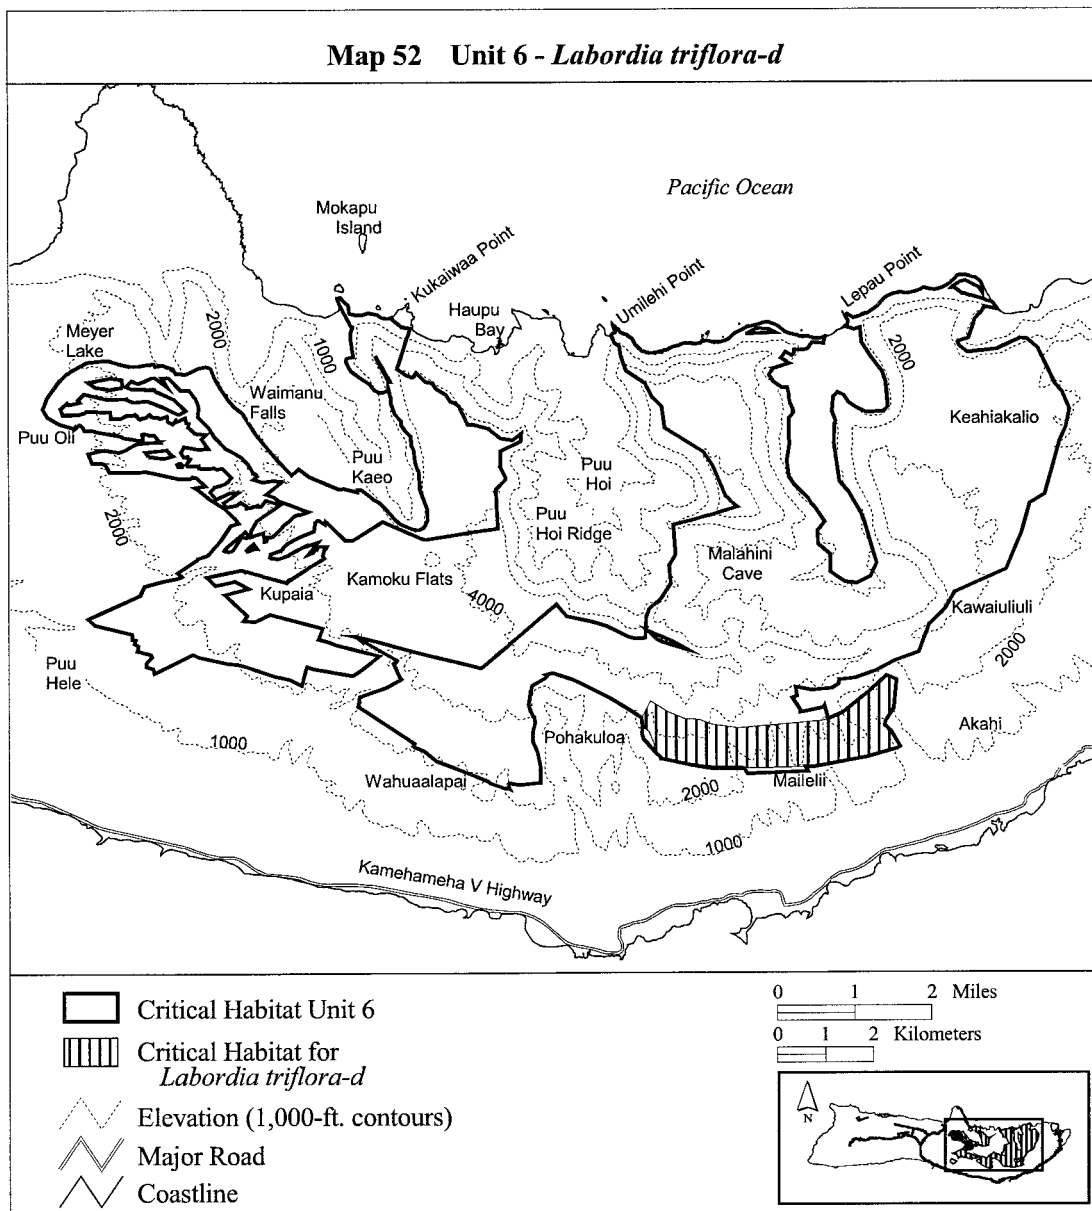 Map 52 Unit 6 - Labordia triflora-d
Pacific Ocean
Mokapu
Island
Kukaiwaa Point
Umilehi Point
Lepau Point
Haupu
Bay
Meyer
Lake
2000
1000
2000
Waimanu
Falls
Keahiakalio
Puu Oli
Puu
Kaeo
Puu
Hoi
Puu
Hoi Ridge
2000
Malahini
Cave
Kamoku Flats
Kupaia
4000
Kawaiuliuli
2000
Puu
Hele
1000
Pohakuloa
Akahi
Wahuaalapai
2000
Mailelii
1000
Kamehameha V Highway
Critical Habitat Unit 6
Critical Habitat for
Labordia triflora-d
Elevation (1,000-ft. contours)
Major Road
Coastline
0 1 2 Miles
0 1 2 Kilometers
N